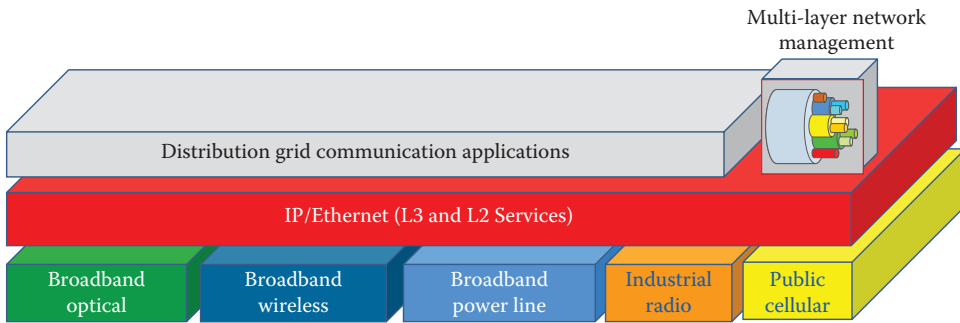 Multi-layer network
management
Distribution grid communication applications
IP/Ethernet (L3 and L2 Services)
Broadband
optical
Broadband
wireless
Broadband
power line
Industrial
radio
Public
cellular